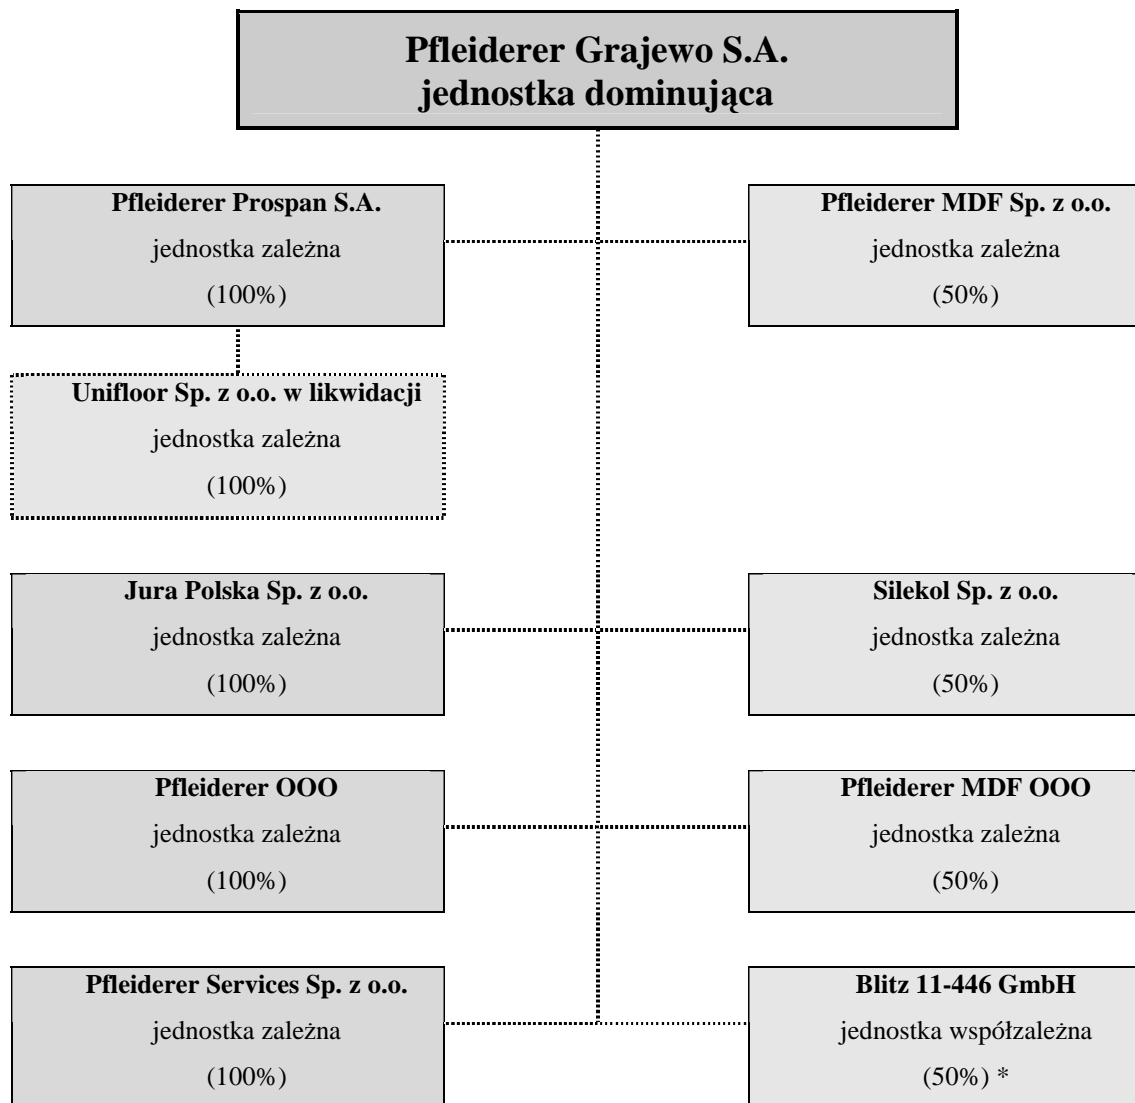 Pfleiderer Grajewo S.A.
jednostka dominująca
Pfleiderer Prospan S.A.
jednostka zależna
(100%)
Pfleiderer MDF Sp. z o.o.
jednostka zależna
(50%)
Unifloor Sp. z o.o. w likwidacji
jednostka zależna
(100%)
Jura Polska Sp. z o.o.
jednostka zależna
(100%)
Silekol Sp. z o.o.
jednostka zależna
(50%)
Pfleiderer OOO
jednostka zależna
(100%)
Pfleiderer MDF OOO
jednostka zależna
(50%)
Pfleiderer Services Sp. z o.o.
jednostka zależna
(100%)
Blitz 11-446 GmbH
jednostka współzależna
(50%) *